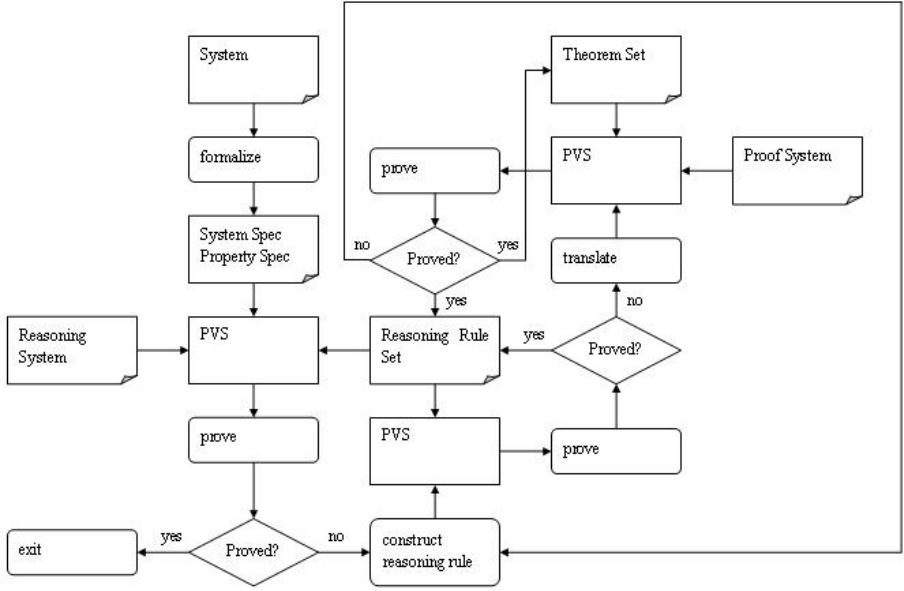 System
Theorem Set
formalize
prove
PVS
Proof System
System Spec
Property Spec
no
Proved?
yes
translate
yes
no
Reasoning
System
PVS
Reasoning Rule
Set
yes
Proved?
prove
PVS
prove
exit
yes
Proved?
no
construct
reasoning rule